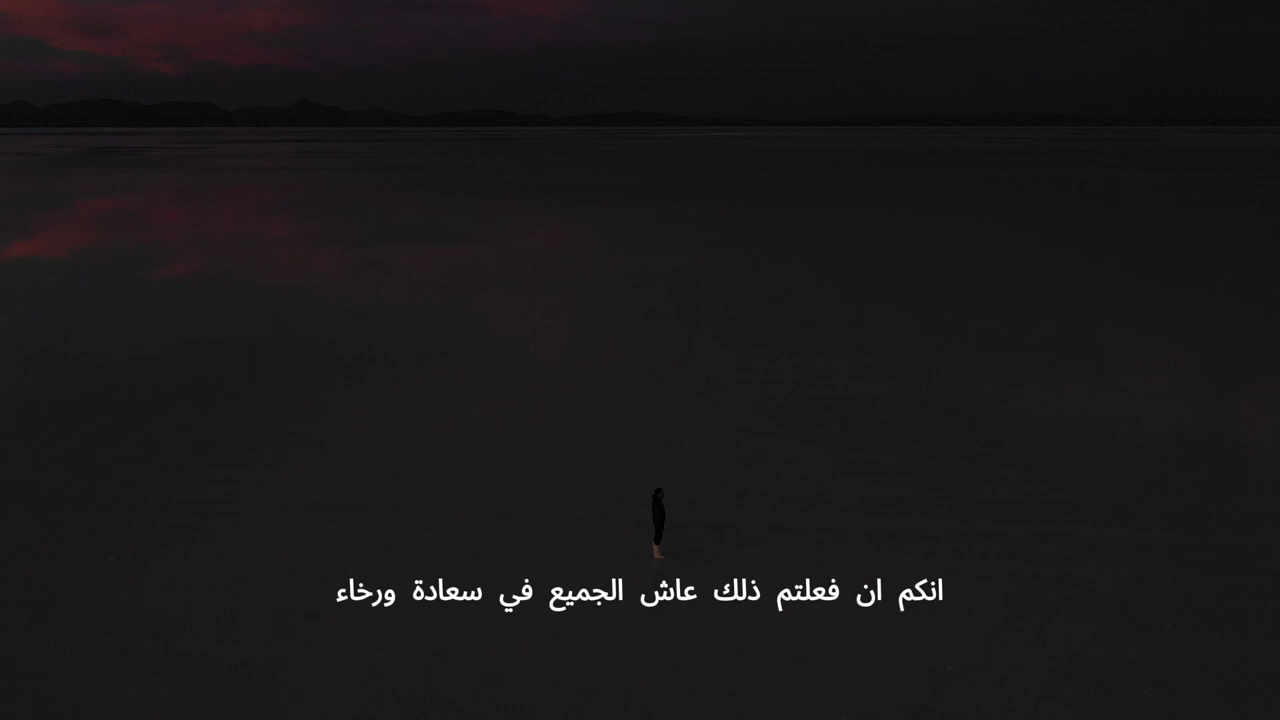 انكم ان فعلتم ذلك عاش الجميع في سعادة ورخاء